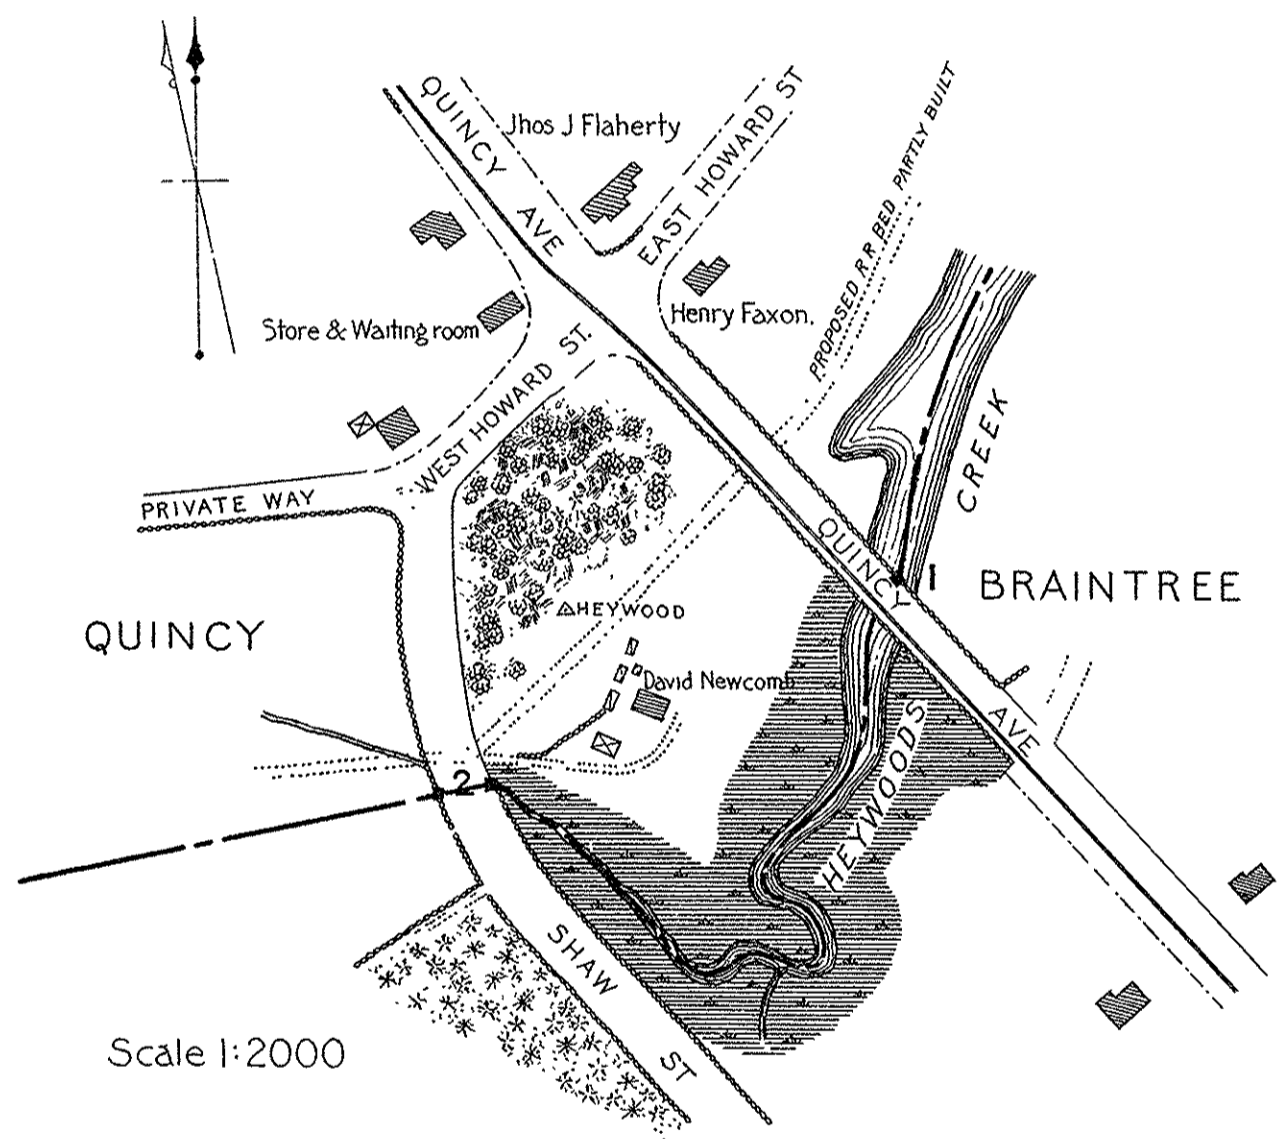 QUINCY AVE
Jhos J Flaherty
EAST HOWARD ST
PROPOSED R R BED PARTLY BUILT
Henry Faxon.
Store & Waiting room
WEST HOWARD ST.
PRIVATE WAY
CREEK
QUINCY AVE
1
BRAINTREE
HEYWOOD
QUINCY
David Newcomb
HEYWOODS
2
SHAW ST
Scale 1:2000